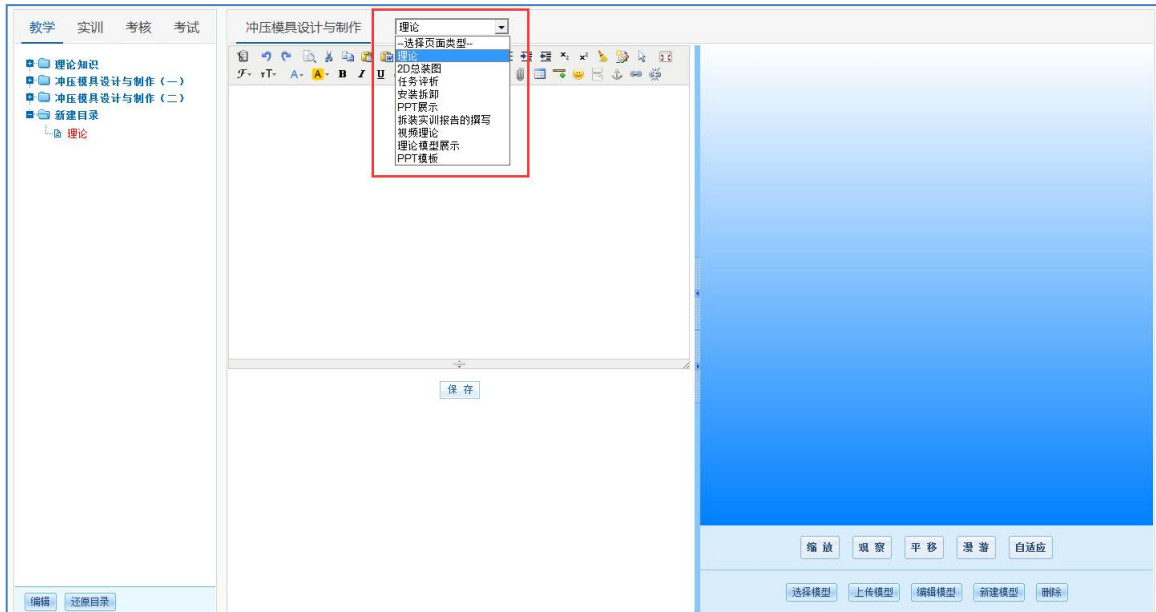 教学 实训 考核 考试
理论知识
冲压模具设计与制作（一）
冲压模具设计与制作（二）
新建目录
理论
编辑 还原目录
冲压模具设计与制作 理论
--选择页面类型--
理论
2D总装图
任务评析
安装拆卸
PPT展示
拆装实训报告的撰写
视频理论
理论模型展示
PPT模板
保 存
缩 放 观 察 平 移 漫 游 自适应
选择模型 上传模型 编辑模型 新建模型 删除